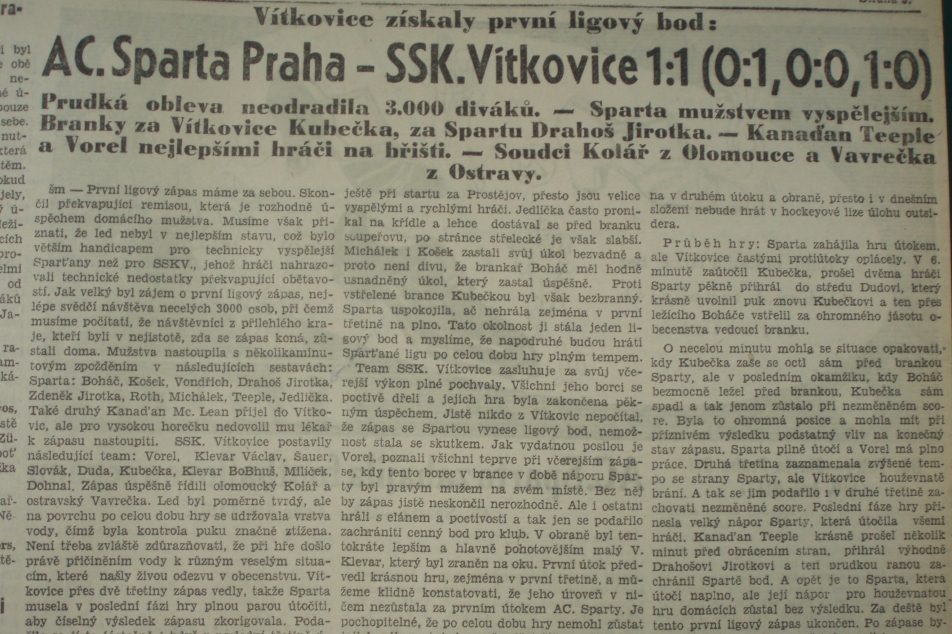 Vítkovice získaly první ligový bod:
AC. Sparta Praha – SSK. Vítkovice 1:1 (0:1, 0:0, 1:0)
Prudká obleva neodradila 3.000 diváků. — Sparta mužstvem vyspělejším.
Branky za Vítkovice Kubečka, za Spartu Drahoš Jirotka. — Kanaďan Teeple
a Vorel nejlepšími hráči na hřišti. — Soudci Kolář z Olomouce a Vavrečka
z Ostravy.
šm — První ligový zápas máme za sebou. Skon-
čil překvapující remisou, která je rozhodně ú-
spěchem domácího mužstva. Musíme však při-
znati, že led nebyl v nejlepším stavu, což bylo
větším handicapem pro technicky vyspělejší
Sparťany než pro SSKV., jehož hráči nahrazo-
vali technické nedostatky překvapující obětavo-
stí. Jak velký byl zájem o první ligový zápas, nej-
lépe svědčí návštěva necelých 3000 osob, při čemž
musíme počítati, že návštěvníci z přilehlého kra-
je, kteří byli v nejistotě, zda se zápas koná, zů-
stali doma. Mužstva nastoupila s několikaminu-
tovým zpožděním v následujících sestavách:
Sparta: Boháč, Košek, Vondřich, Drahoš Jirotka,
Zdeněk Jirotka, Roth, Michálek, Teeple, Jedlička.
Také druhý Kanaďan Mc. Lean přijel do Vítko-
vic, ale pro vysokou horečku nedovolil mu lékař
k zápasu nastoupiti. SSK. Vítkovice postavily
následující team: Vorel, Klevar Václav, Sauer,
Slovák, Duda, Kubečka, Klevar BoBhuš, Milíček,
Dohnal. Zápas úspěšně řídili olomoucký Kolář a
ostravský Vavrečka. Led byl poměrně tvrdý, ale
na povrchu po celou dobu hry se udržovala vrstva
vody, čímž byla kontrola puku značně ztížena.
Není třeba zvláště zdůrazňovati, že při hře došlo
právě přičiněním vody k různým veselým situa-
cím, které našly živou odezvu v obecenstvu. Vít-
kovice přes dvě třetiny zápas vedly, takže Sparta
musela v poslední fázi hry plnou parou útočiti,
aby číselný výsledek zápasu zkorigovala. Poda-
ještě při startu za Prostějov, přesto jsou velice
vyspělými a rychlými hráči. Jedlička často proni-
kal na křídle a lehce dostával se před branku
soupeřovu, po stránce střelecké je však slabší.
Michálek i Košek zastali svůj úkol bezvadně a
proto není divu, že brankař Boháč měl hodně
usnadněný úkol, který zastal úspěšně. Proti
vstřelené brance Kubečkou byl však bezbranný.
Sparta uspokojila, ač nehrála zejména v první
třetině na plno. Tato okolnost ji stála jeden li-
gový bod a myslíme, že napodruhé budou hráti
Sparťané ligu po celou dobu hry plným tempem.
Team SSK. Vítkovice zasluhuje za svůj vče-
rejší výkon plné pochvaly. Všichni jeho borci se
poctivě dřeli a jejich hra byla zakončena pěk-
ným úspěchem. Jistě nikdo z Vítkovic nepočítal,
že zápas se Spartou vynese ligový bod, nemož-
nost stala se skutkem. Jak vydatnou posilou je
Vorel, poznali všichni teprve při včerejším zápa-
se, kdy tento borec v brance v době náporu Spar-
ty byl pravým mužem na svém místě. Bez něj
by zápas jistě neskončil nerozhodně. Ale i ostatní
hráli s elánem a poctivostí a tak jen se podařilo
zachrániti cenný bod pro klub. V obraně byl ten-
tokráte lepším a hlavně pohotovějším malý V.
Klevar, který byl zraněn na oku. První útok před-
vedl krásnou hru, zejména v první třetině, a mů-
žeme klidně konstatovati, že jeho úroveň v ni-
čem nezůstala za prvním útokem AC. Sparty. Je
pochopitelné, že po celou dobu hry nemohl zůstat
na v druhém útoku a obraně, přesto i v dnešním
složení nebude hrát v hockeyové lize úlohu outsi-
dera.
Průběh hry: Sparta zahájila hru útokem,
ale Vítkovice častými protiútoky oplácely. V 6.
minutě zaútočil Kubečka, prošel dvěma hráči
Sparty pěkně přihrál do středu Dudovi, který
krásně uvolnil puk znovu Kubečkovi a ten přes
ležícího Boháče vstřelil za ohromného jásotu o-
becenstva vedoucí branku.
O necelou minutu mohla se situace opakovati,
kdy Kubečka zaše se octl sám před brankou
Sparty, ale v posledním okamžiku, kdy Boháč
bezmocně ležel před brankou, Kubečka sám
spadl a tak jenom zůstalo při nezměněném sco-
re. Byla to ohromná posice a mohla mít při
příznivém výsledku podstatný vliv na konečný
stav zápasu. Sparta pilně útočí a Vorel má plno
práce. Druhá třetina zaznamenala zvýšené tem-
po se strany Sparty, ale Vítkovice houževnatě
brání. A tak se jim podařilo i v druhé třetině za-
chovati nezměněné score. Poslední fáze hry při-
nesla velký nápor Sparty, která útočila všemi
hráči. Kanaďan Teeple krásně prošel několik
minut před obrácením stran, přihrál výhodně
Drahošovi Jirotkovi a ten prudkou ranou za-
chránil Spartě bod. A opět je to Sparta, která
útočí naplno, ale její nápor pro houževnatou
hru domácích zůstal bez výsledku. Za deště byl
tento první ligový zápas ukončen. Po zápase by-